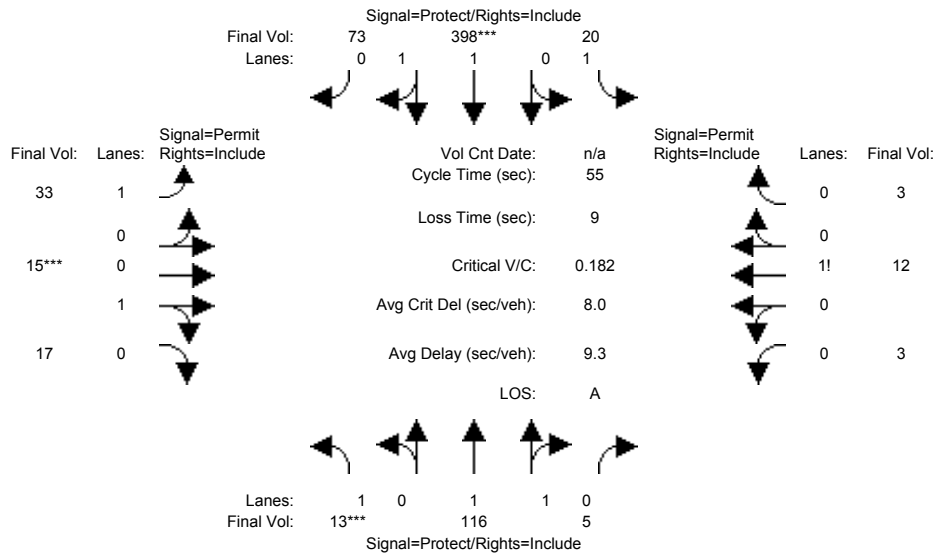 Signal=Protect/Rights=Include
Final Vol: 73 398*** 20
Lanes: 0 1 1 0 1
Signal=Permit
Final Vol: Lanes: Rights=Include
Vol Cnt Date: n/a
Signal=Permit
Rights=Include Lanes: Final Vol:
Cycle Time (sec): 55
33 1
0 3
Loss Time (sec): 9
0
0
15*** 0
Critical V/C: 0.182
1! 12
1
Avg Crit Del (sec/veh): 8.0
0
17 0
Avg Delay (sec/veh): 9.3
0 3
LOS: A
Lanes: 1 0 1 1 0
Final Vol: 13*** 116 5
Signal=Protect/Rights=Include